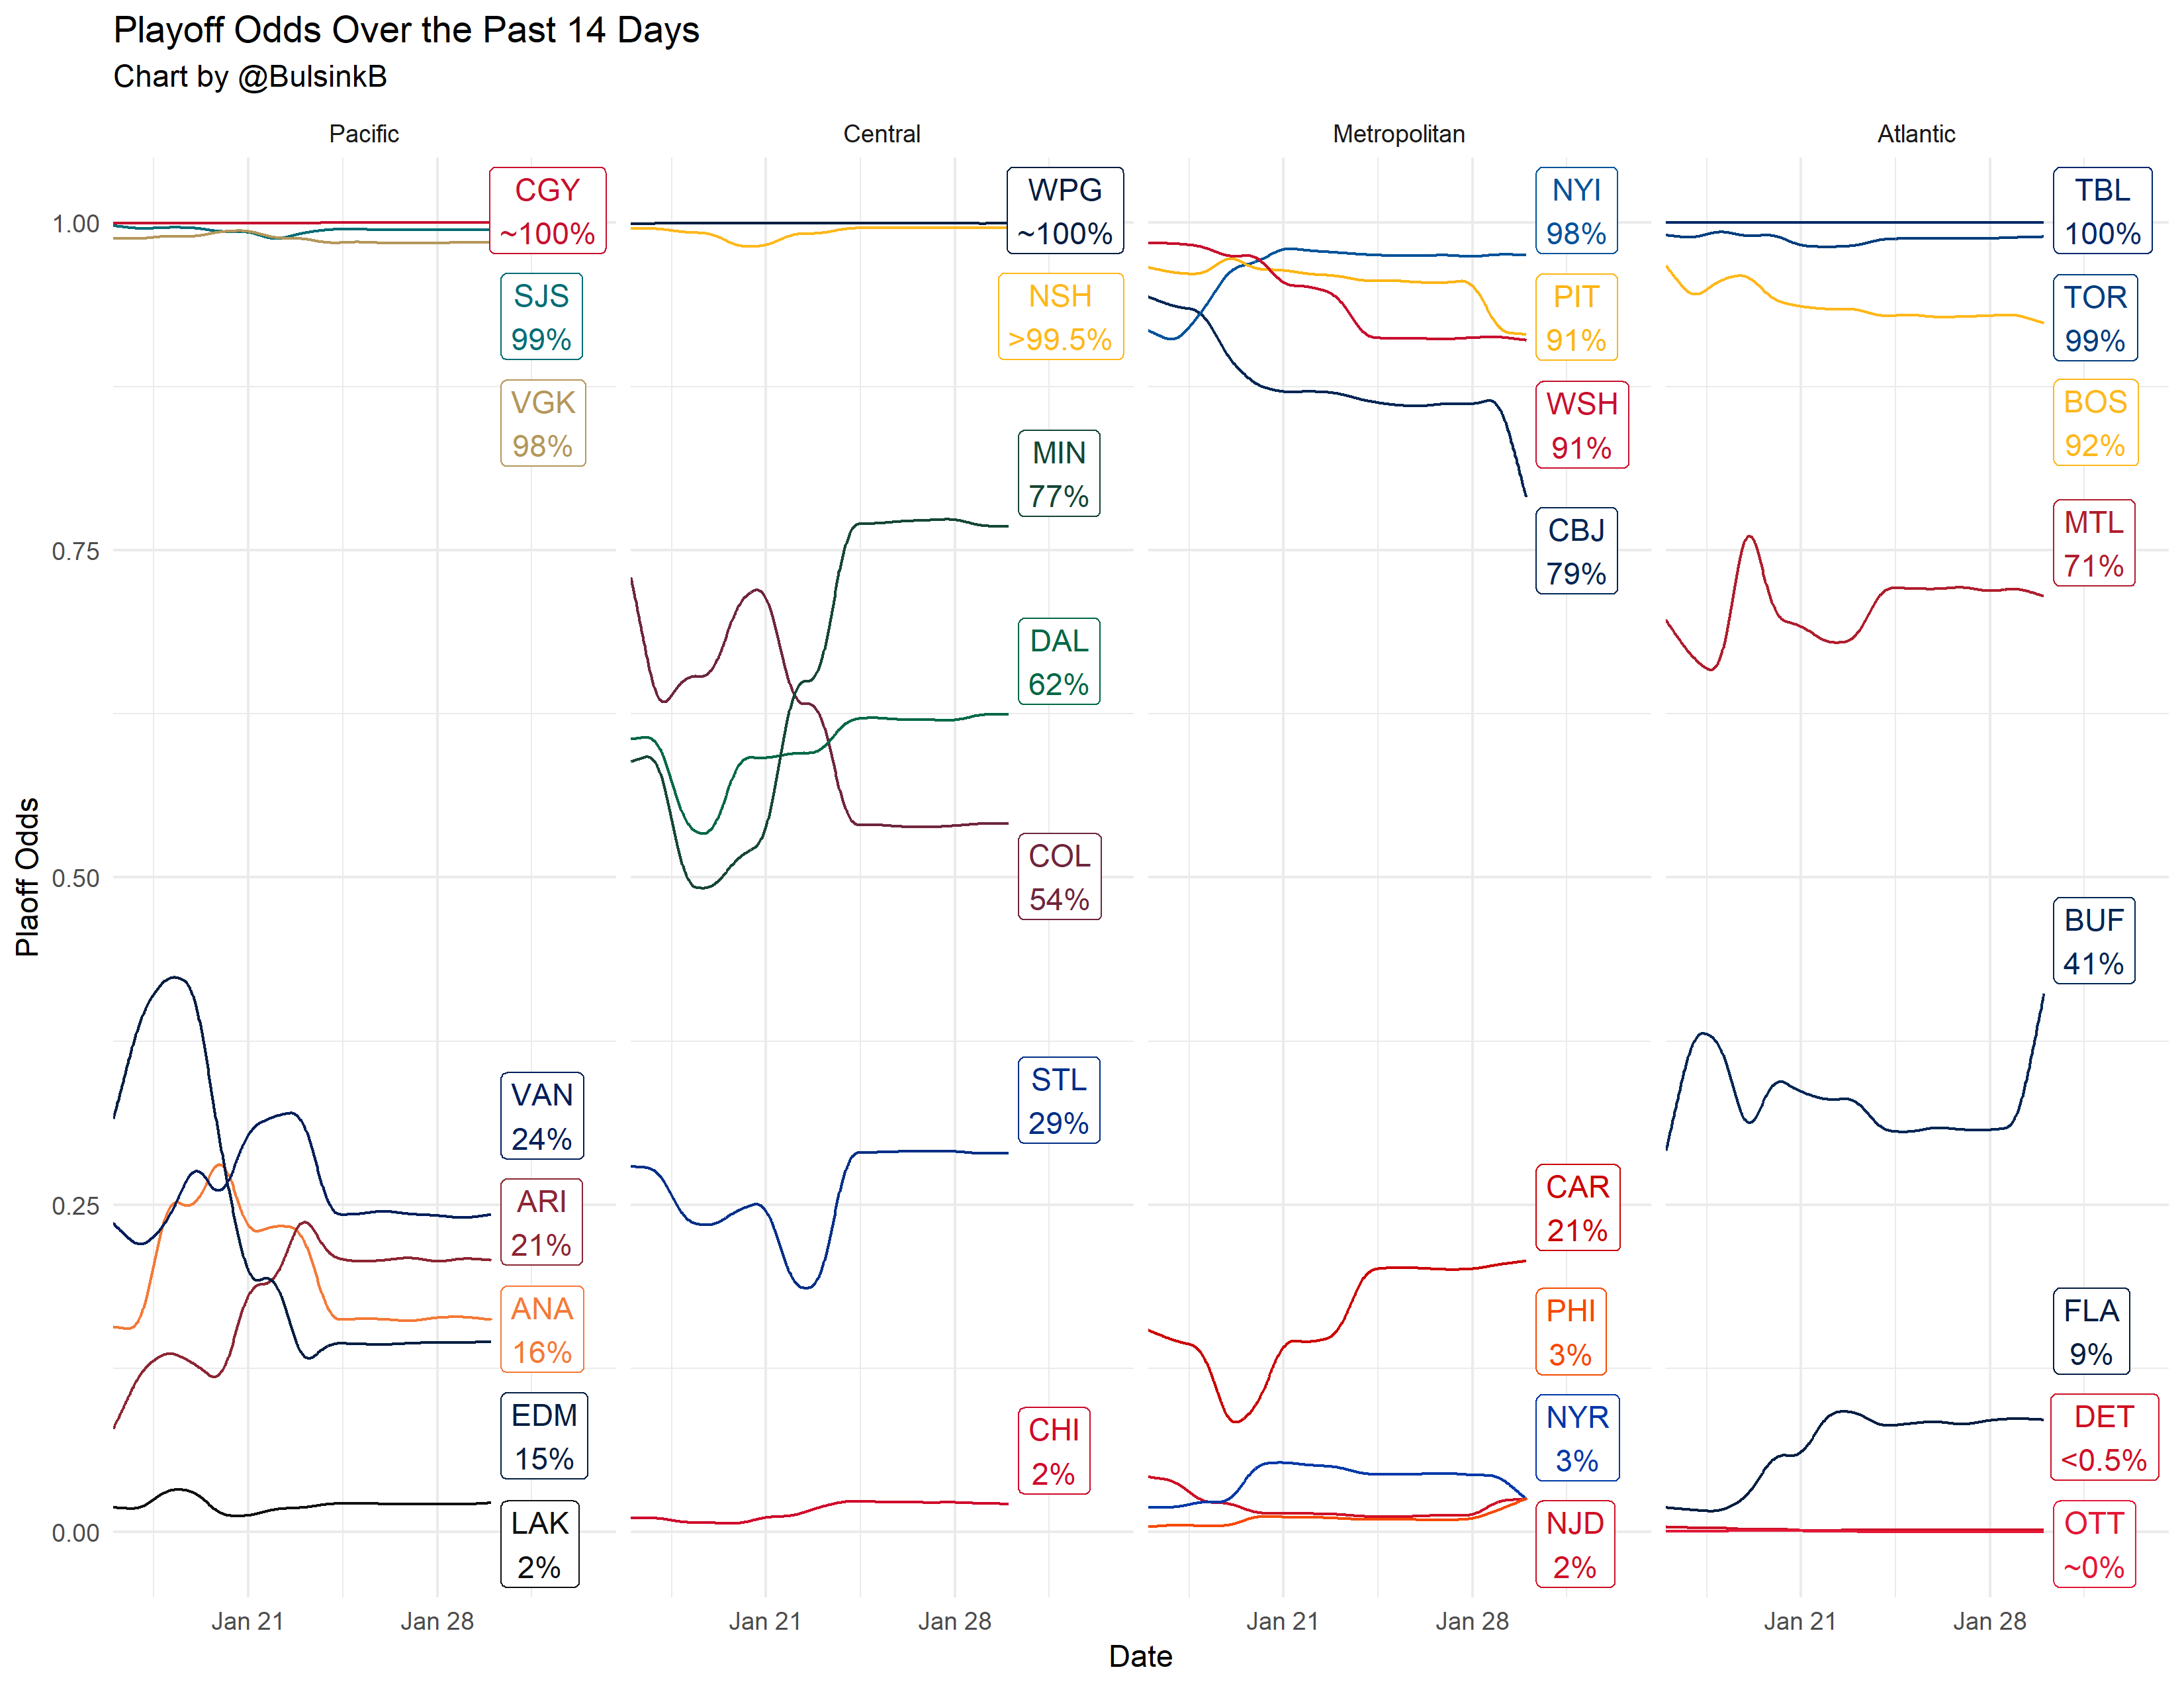 Playoff Odds Over the Past 14 Days
Chart by @BulsinkB
Pacific
Central
Metropolitan
Atlantic
Plaoff Odds
1.00
0.75
0.50
0.25
0.00
CGY
~100%
SJS
99%
VGK
98%
VAN
24%
ARI
21%
ANA
16%
EDM
15%
LAK
2%
WPG
~100%
NSH
>99.5%
MIN
77%
DAL
62%
COL
54%
STL
29%
CHI
2%
NYI
98%
PIT
91%
WSH
91%
CBJ
79%
CAR
21%
PHI
3%
NYR
3%
NJD
2%
TBL
100%
TOR
99%
BOS
92%
MTL
71%
BUF
41%
FLA
9%
DET
<0.5%
OTT
~0%
Jan 21
Jan 28
Jan 21
Jan 28
Jan 21
Jan 28
Jan 21
Jan 28
Date